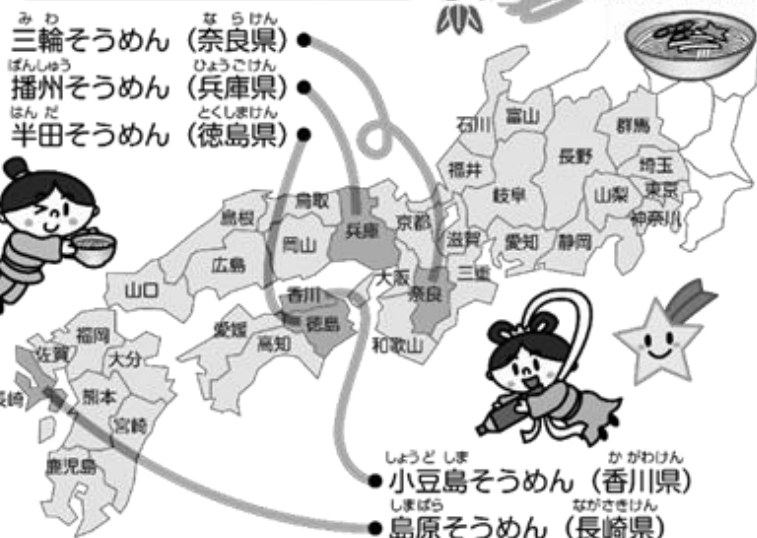 みわ ならけん
三輪そうめん（奈良県）
ばんしゅう ひょうごけん
播州そうめん（兵庫県）
はんだ とくしまけん
半田そうめん（徳島県）
石川
富山
群馬
福井
長野
埼玉
岐阜
山梨
東京
神奈川
鳥取
京都
島根
兵庫
滋賀
愛知
静岡
岡山
広島
大阪
三重
山口
香川
奈良
徳島
愛媛
高知
和歌山
福岡
佐賀
大分
長崎
熊本
宮崎
鹿児島
しょうどしま かがわけん
小豆島そうめん（香川県）
しまばら ながさきけん
島原そうめん（長崎県）